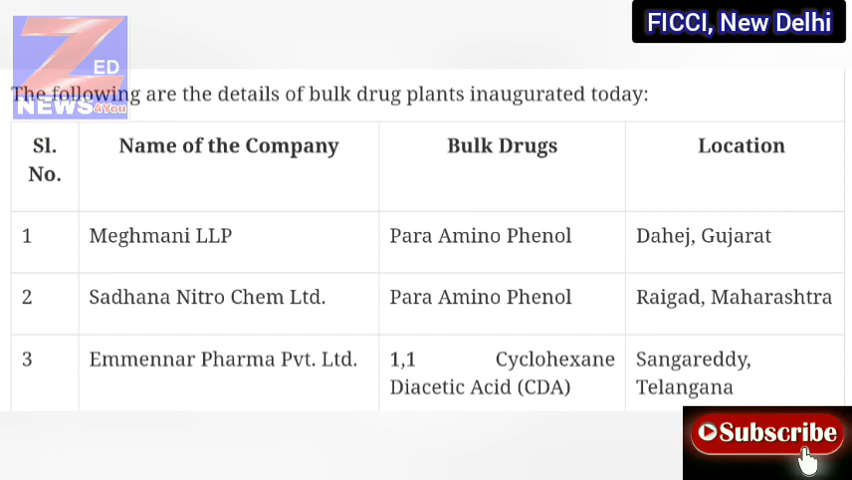 FICCI, New Delhi
ZED
NEWS4You
The following are the details of bulk drug plants inaugurated today:
Sl. No. Name of the Company Bulk Drugs Location
1 Meghmani LLP Para Amino Phenol Dahej, Gujarat
2 Sadhana Nitro Chem Ltd. Para Amino Phenol Raigad, Maharashtra
3 Emmennar Pharma Pvt. Ltd. 1,1 Cyclohexane Sangareddy,
Diacetic Acid (CDA) Telangana
Subscribe